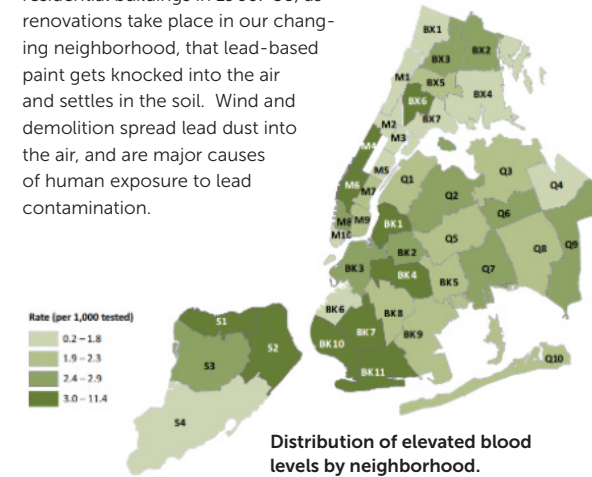 renovations take place in our chang-
ing neighborhood, that lead-based
paint gets knocked into the air
and settles in the soil. Wind and
demolition spread lead dust into
the air, and are major causes
of human exposure to lead
contamination.
BX1
BX2
BX3
M1
BX5
BX6
BX4
M2
BX7
M3
M4
M5
Q3
Q1
Q4
M6
M7
Q2
Q6
M8
M9
BK1
M10
Q5
Q8
Q9
BK2
BK3
BK4
Q7
BK5
BK6
BK8
BK7
BK9
BK10
BK11
Q10
Rate (per 1,000 tested)
0.2 – 1.8
1.9 – 2.3
2.4 – 2.9
3.0 – 11.4
S1
S2
S3
S4
Distribution of elevated blood
levels by neighborhood.